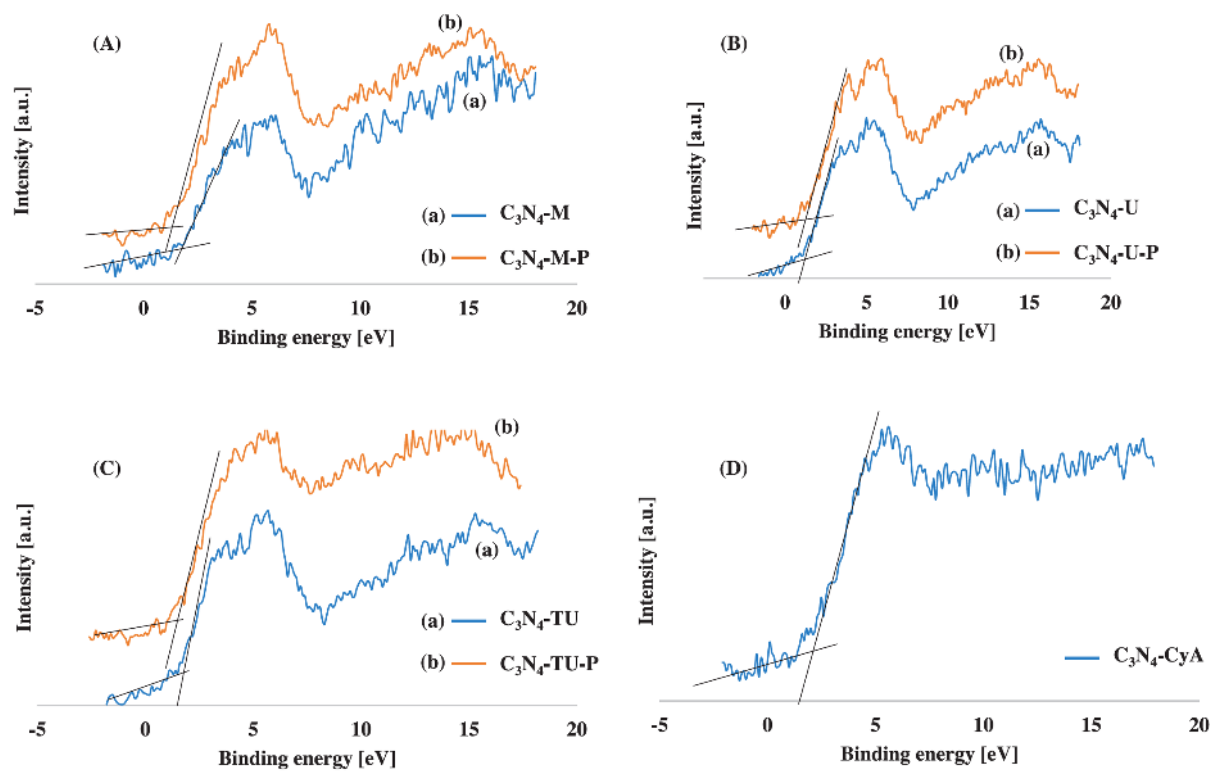 (A)
(b)
(a)
Intensity [a.u.]
(a) C₃N₄-M
(b) C₃N₄-M-P
-5 0 5 10 15 20
Binding energy [eV]
(B)
(b)
(a)
Intensity [a.u.]
(a) C₃N₄-U
(b) C₃N₄-U-P
0 5 10 15 20
Binding energy [eV]
(C)
(b)
(a)
Intensity [a.u.]
(a) C₃N₄-TU
(b) C₃N₄-TU-P
-5 0 5 10 15 20
Binding energy [eV]
(D)
Intensity [a.u.]
C₃N₄-CyA
-5 0 5 10 15 20
Binding energy [eV]